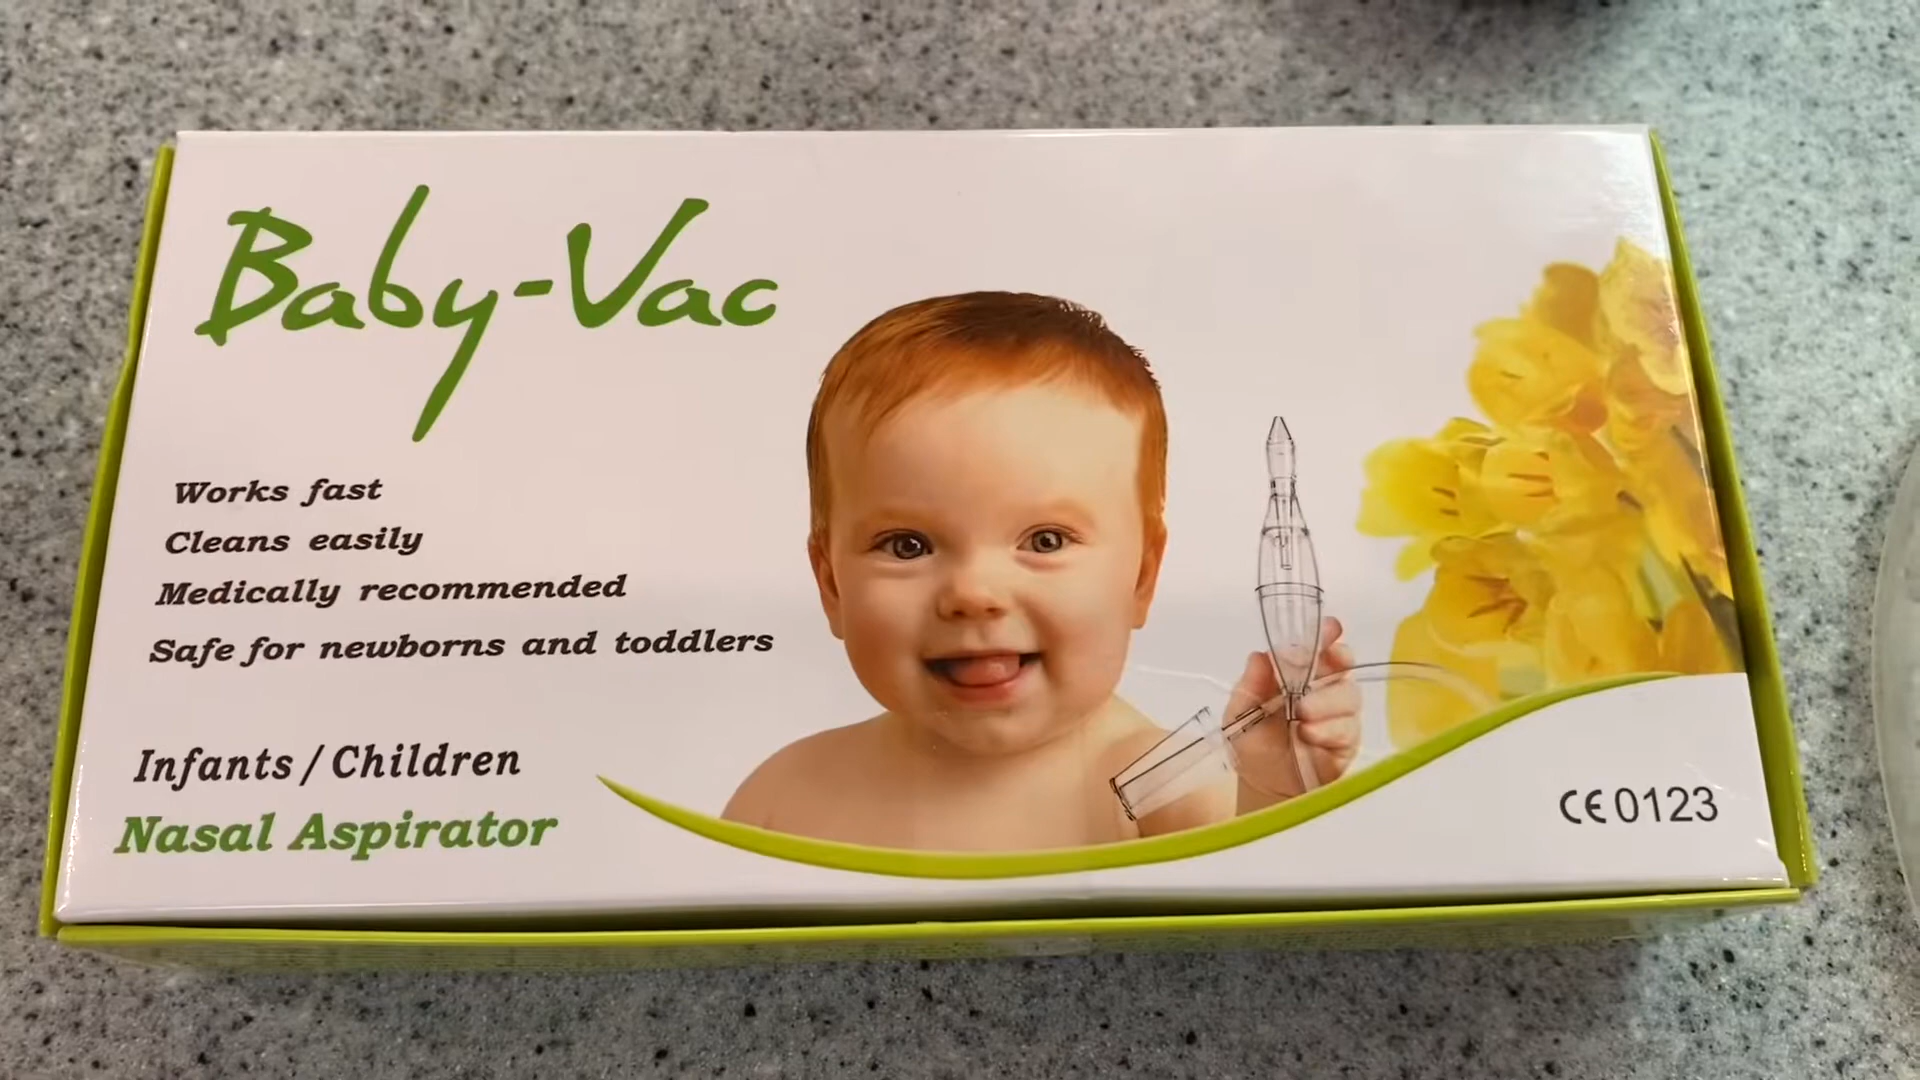 Baby-Vac
Works fast
Cleans easily
Medically recommended
Safe for newborns and toddlers
Infants / Children
Nasal Aspirator
CE 0123